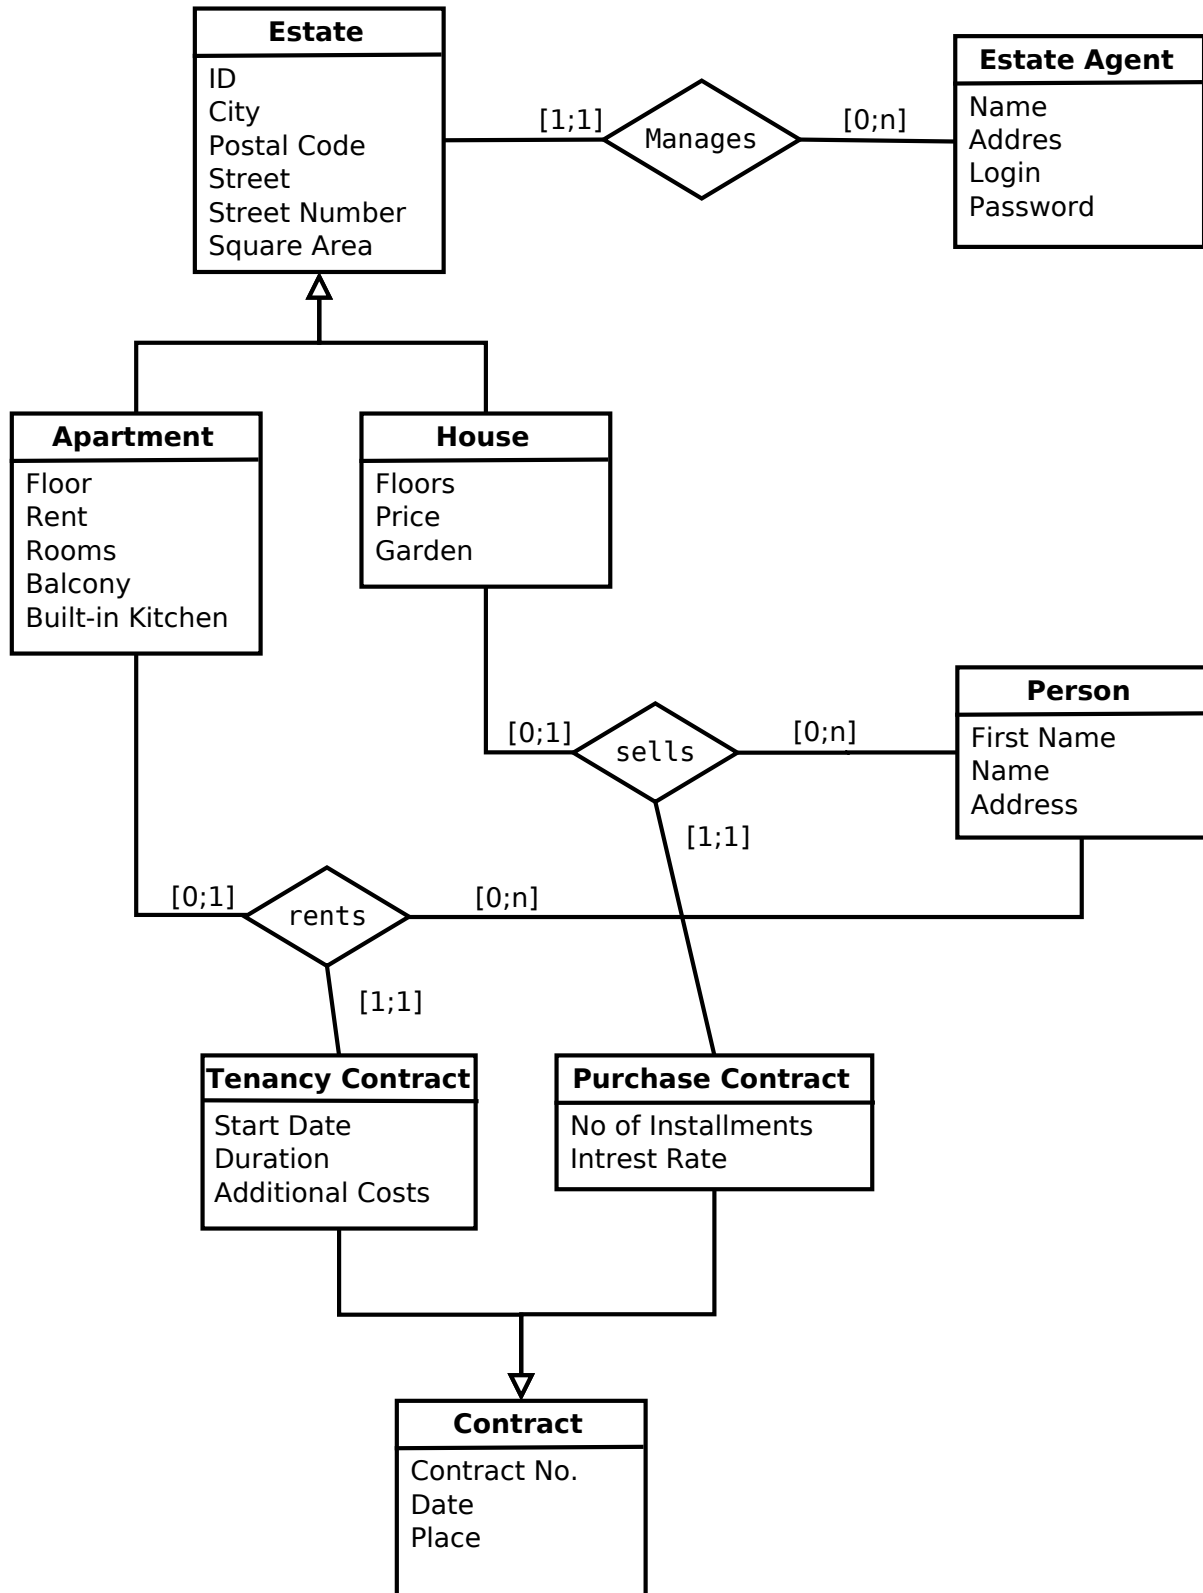 Estate
ID
City
Postal Code
Street
Street Number
Square Area
[1;1]
Manages
[0;n]
Estate Agent
Name
Addres
Login
Password
Apartment
Floor
Rent
Rooms
Balcony
Built-in Kitchen
House
Floors
Price
Garden
[0;1]
sells
[0;n]
[1;1]
Person
First Name
Name
Address
[0;1]
rents
[0;n]
[1;1]
Tenancy Contract
Start Date
Duration
Additional Costs
Purchase Contract
No of Installments
Intrest Rate
Contract
Contract No.
Date
Place